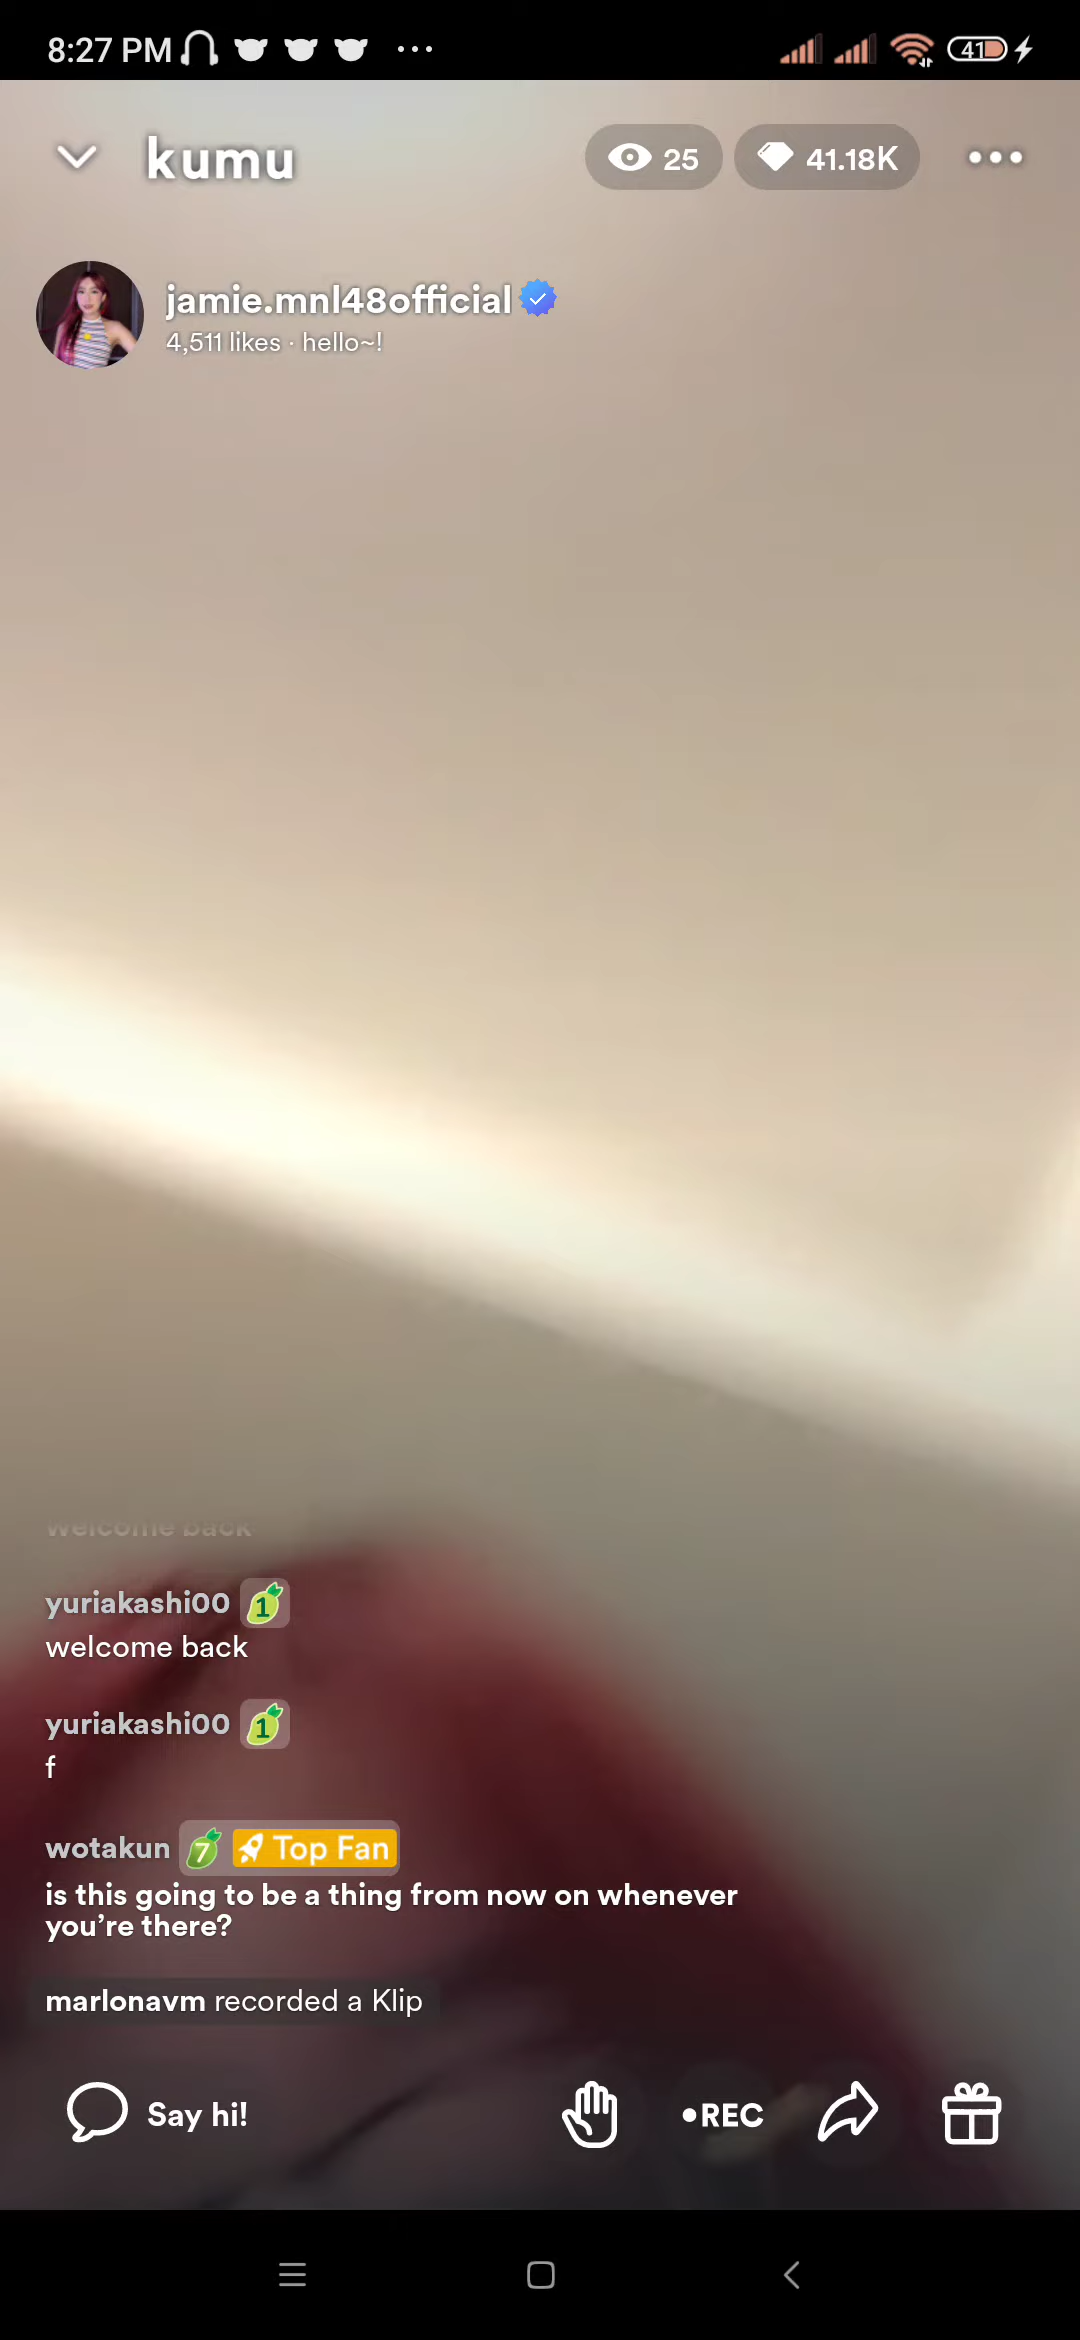 8:27 PM
41
kumu
25
41.18K
jamie.mnl48official
4,511 likes · hello~!
welcome back
yuriakashi00 1
welcome back
yuriakashi00 1
f
wotakun 7 Top Fan
is this going to be a thing from now on whenever
you're there?
marlonavm recorded a Klip
Say hi!
•REC